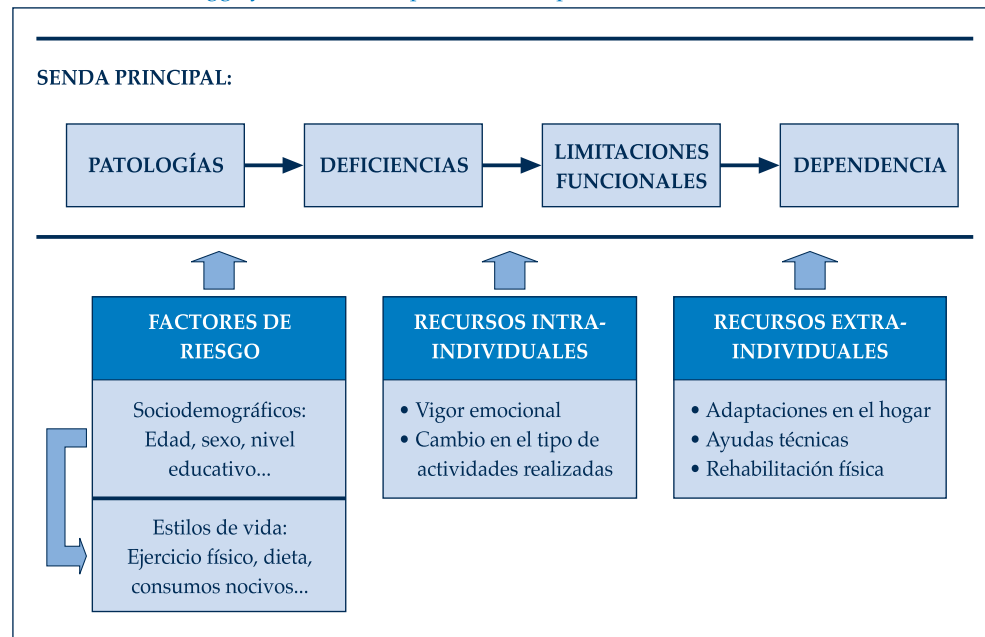 SENDA PRINCIPAL:
PATOLOGÍAS
DEFICIENCIAS
LIMITACIONES
FUNCIONALES
DEPENDENCIA
FACTORES DE
RIESGO
Sociodemográficos:
Edad, sexo, nivel
educativo...
Estilos de vida:
Ejercicio físico, dieta,
consumos nocivos...
RECURSOS INTRA-
INDIVIDUALES
• Vigor emocional
• Cambio en el tipo de
actividades realizadas
RECURSOS EXTRA-
INDIVIDUALES
• Adaptaciones en el hogar
• Ayudas técnicas
• Rehabilitación física